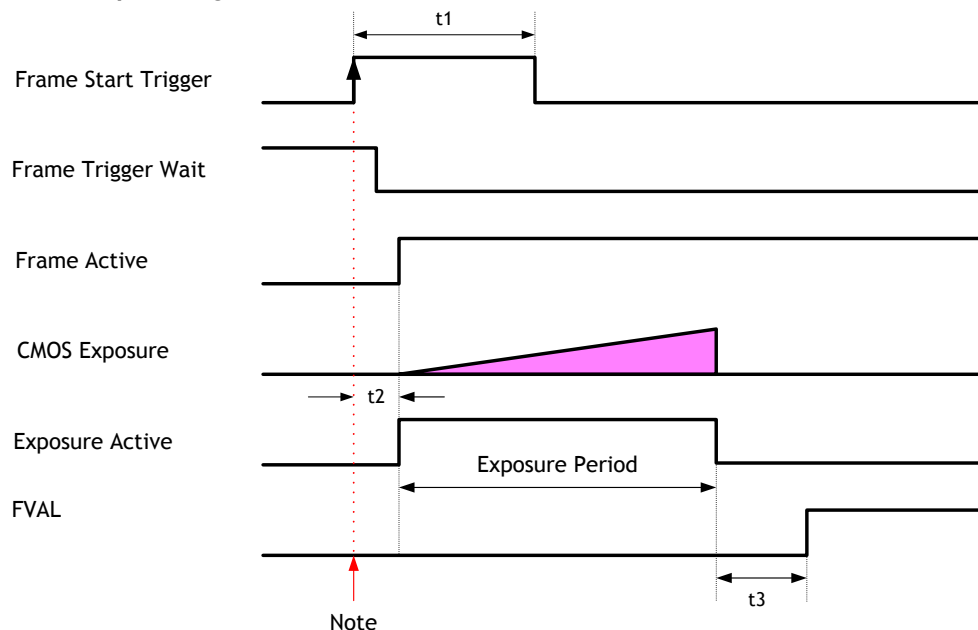 t1
Frame Start Trigger
Frame Trigger Wait
Frame Active
CMOS Exposure
t2
Exposure Active
Exposure Period
FVAL
t3
Note